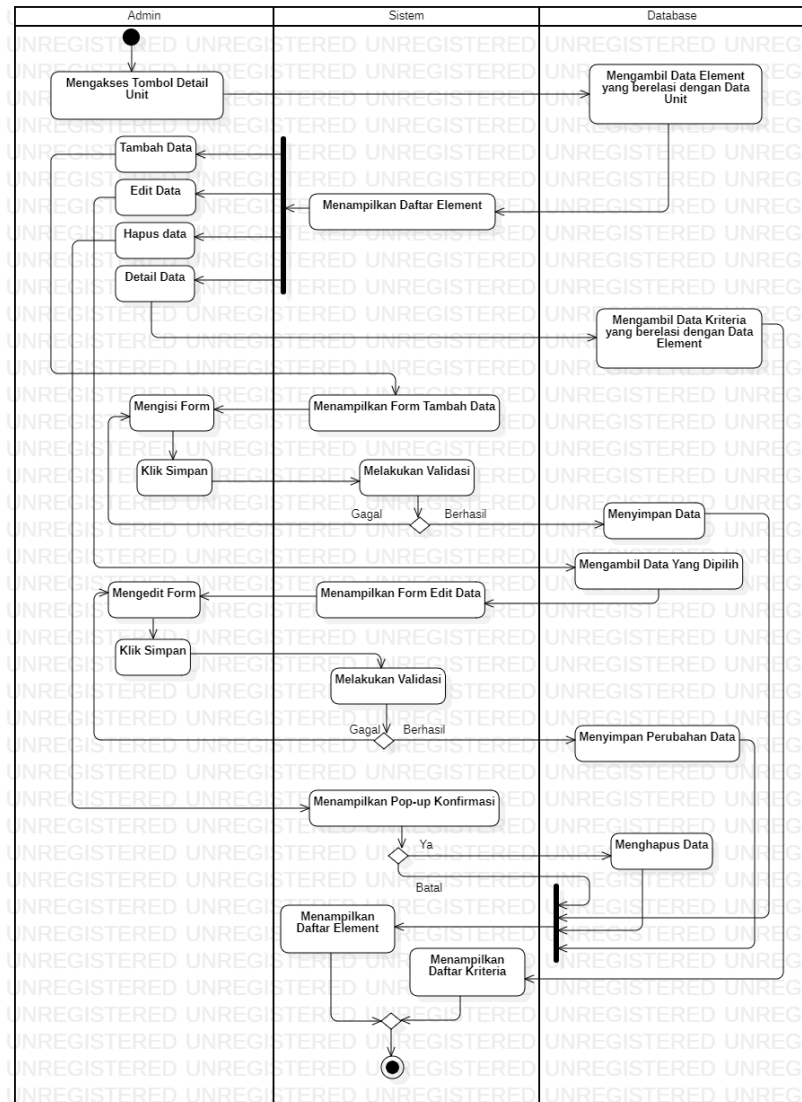 Admin
Sistem
Database
Mengakses Tombol Detail
Unit
Mengambil Data Element
yang berelasi dengan Data
Unit
Tambah Data
Edit Data
Menampilkan Daftar Element
Hapus data
Detail Data
Mengambil Data Kriteria
yang berelasi dengan Data
Element
Mengisi Form
Menampilkan Form Tambah Data
Klik Simpan
Melakukan Validasi
Gagal
Berhasil
Menyimpan Data
Mengambil Data Yang Dipilih
Mengedit Form
Menampilkan Form Edit Data
Klik Simpan
Melakukan Validasi
Gagal
Berhasil
Menyimpan Perubahan Data
Menampilkan Pop-up Konfirmasi
Ya
Menghapus Data
Batal
Menampilkan
Daftar Element
Menampilkan
Daftar Kriteria
UNREGISTERED UNREGISTERED UNREGISTERED UNREG